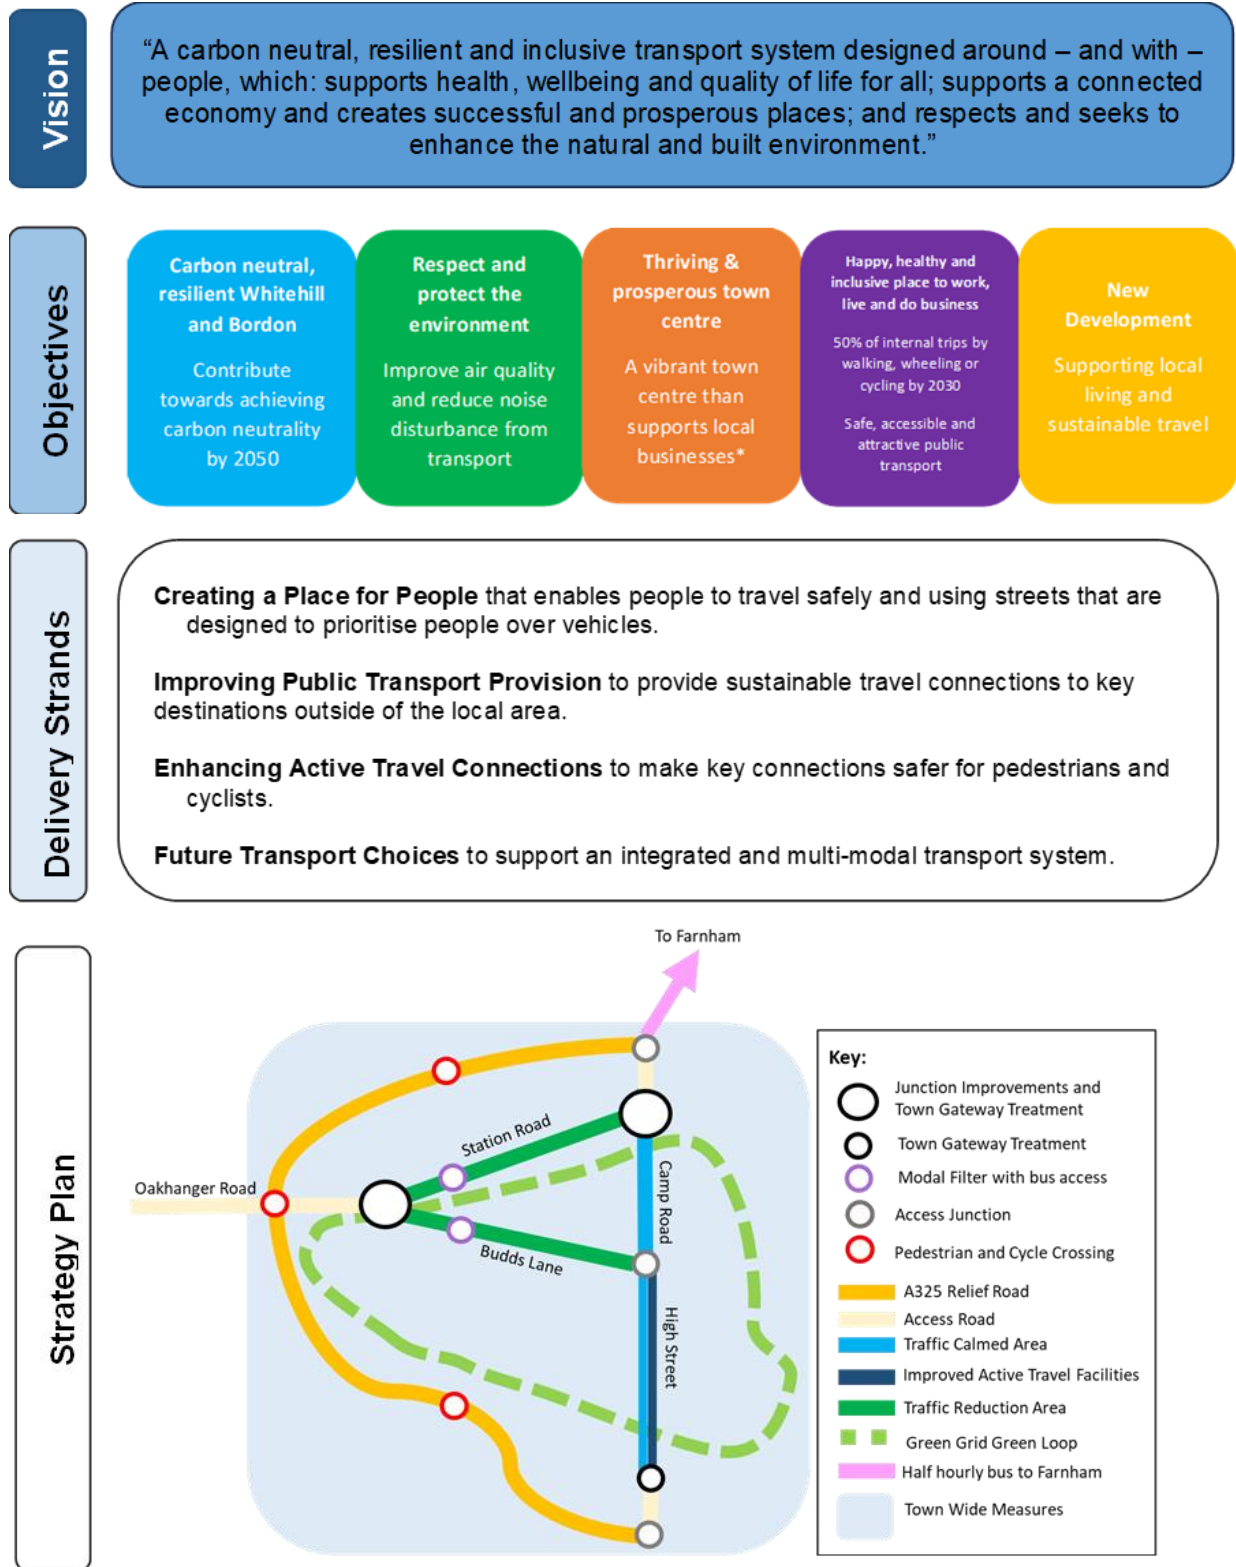 Vision
“A carbon neutral, resilient and inclusive transport system designed around – and with –
people, which: supports health, wellbeing and quality of life for all; supports a connected
economy and creates successful and prosperous places; and respects and seeks to
enhance the natural and built environment.”
Objectives
Carbon neutral,
resilient Whitehill
and Bordon
Contribute
towards achieving
carbon neutrality
by 2050
Respect and
protect the
environment
Improve air quality
and reduce noise
disturbance from
transport
Thriving &
prosperous town
centre
A vibrant town
centre than
supports local
businesses*
Happy, healthy and
inclusive place to work,
live and do business
50% of internal trips by
walking, wheeling or
cycling by 2030
Safe, accessible and
attractive public
transport
New
Development
Supporting local
living and
sustainable travel
Delivery Strands
Creating a Place for People that enables people to travel safely and using streets that are
designed to prioritise people over vehicles.
Improving Public Transport Provision to provide sustainable travel connections to key
destinations outside of the local area.
Enhancing Active Travel Connections to make key connections safer for pedestrians and
cyclists.
Future Transport Choices to support an integrated and multi-modal transport system.
Strategy Plan
To Farnham
Station Road
Oakhanger Road
Camp Road
Budds Lane
High Street
Key:
Junction Improvements and
Town Gateway Treatment
Town Gateway Treatment
Modal Filter with bus access
Access Junction
Pedestrian and Cycle Crossing
A325 Relief Road
Access Road
Traffic Calmed Area
Improved Active Travel Facilities
Traffic Reduction Area
Green Grid Green Loop
Half hourly bus to Farnham
Town Wide Measures